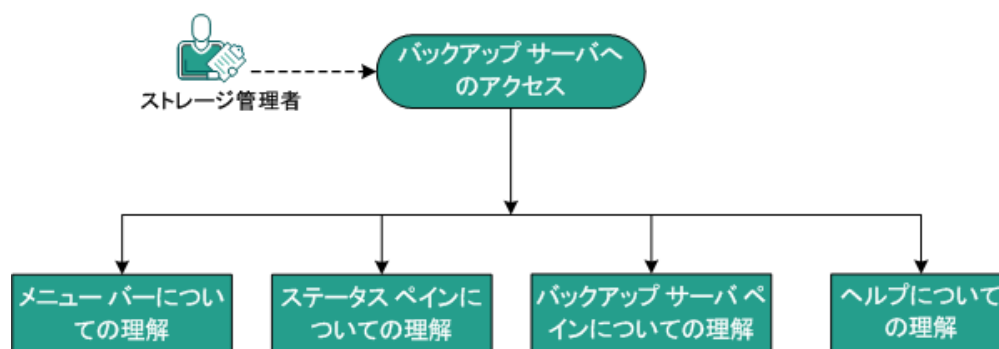 バックアップ サーバへ
のアクセス
ストレージ管理者
メニュー バーについ
ての理解
ステータス ペインに
ついての理解
バックアップ サーバ ペ
インについての理解
ヘルプについて
の理解